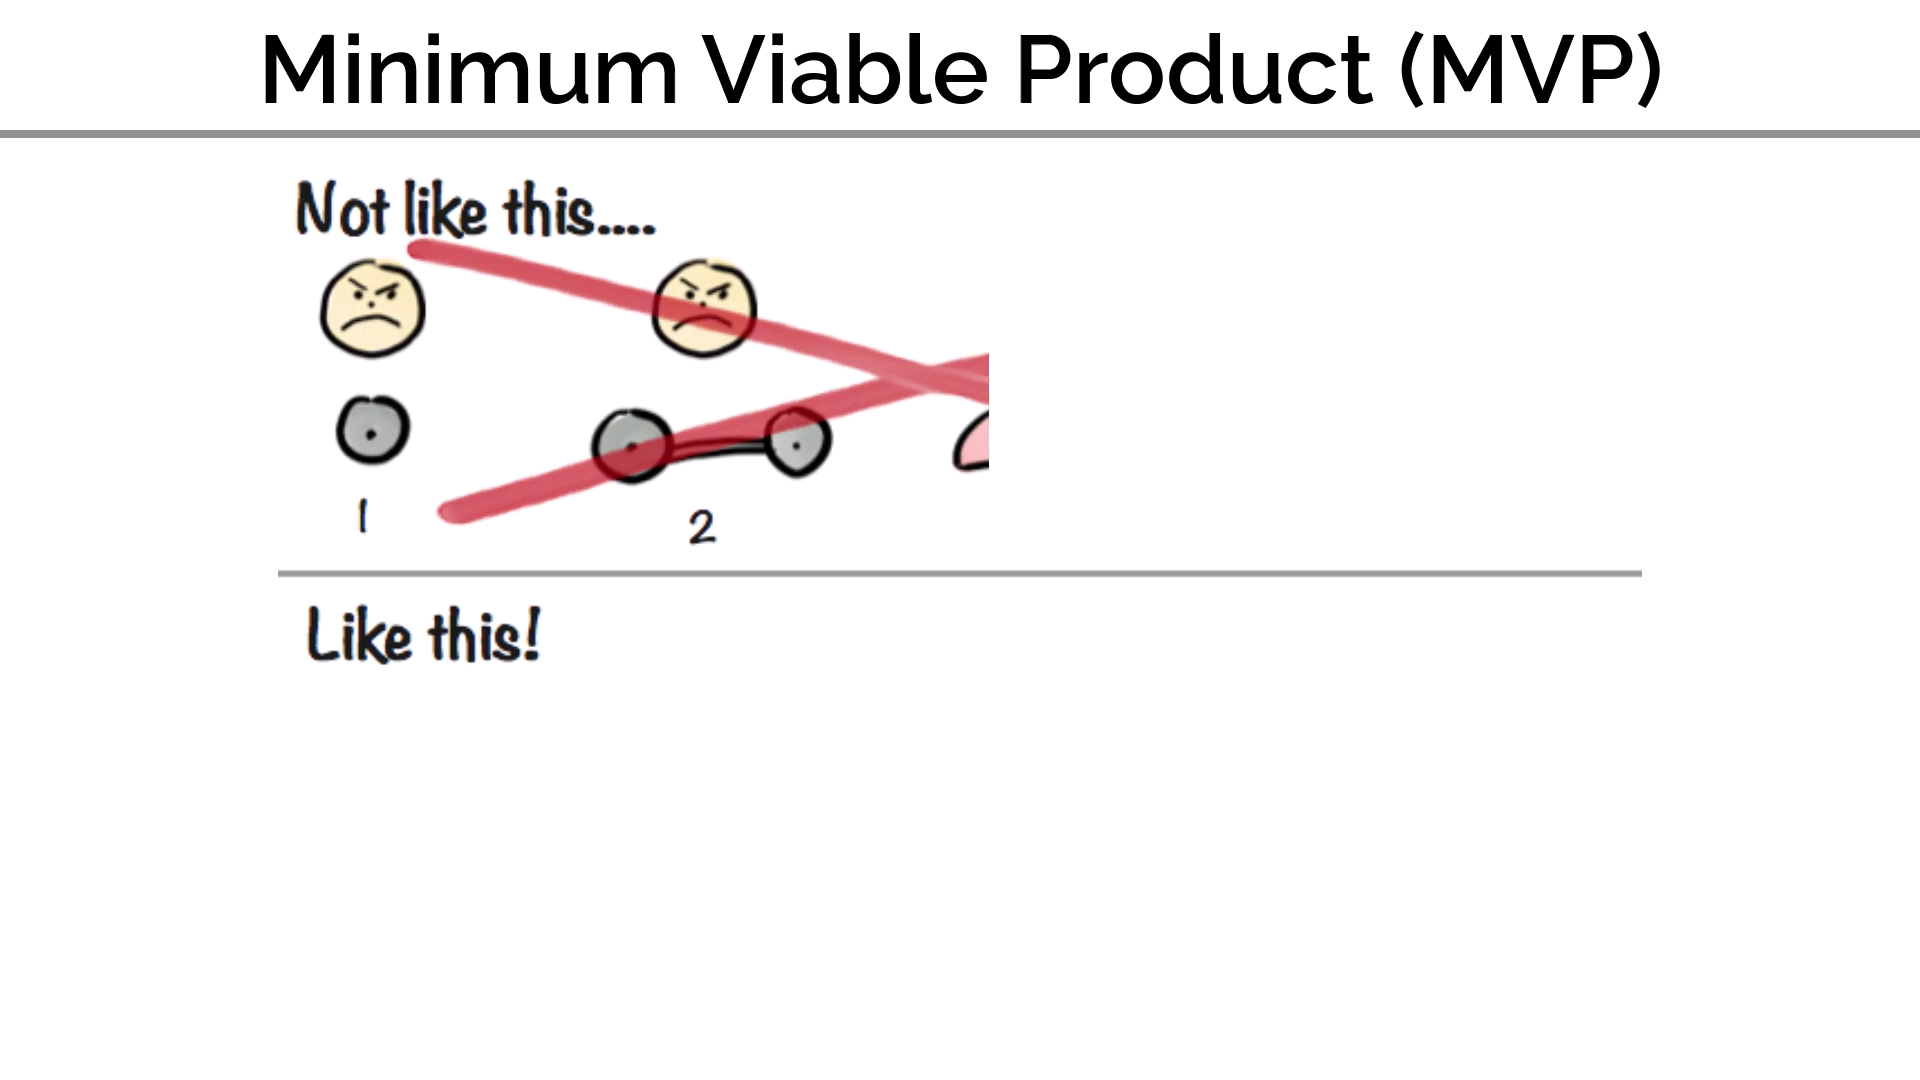 Minimum Viable Product (MVP)
Not like this....
1
2
Like this!